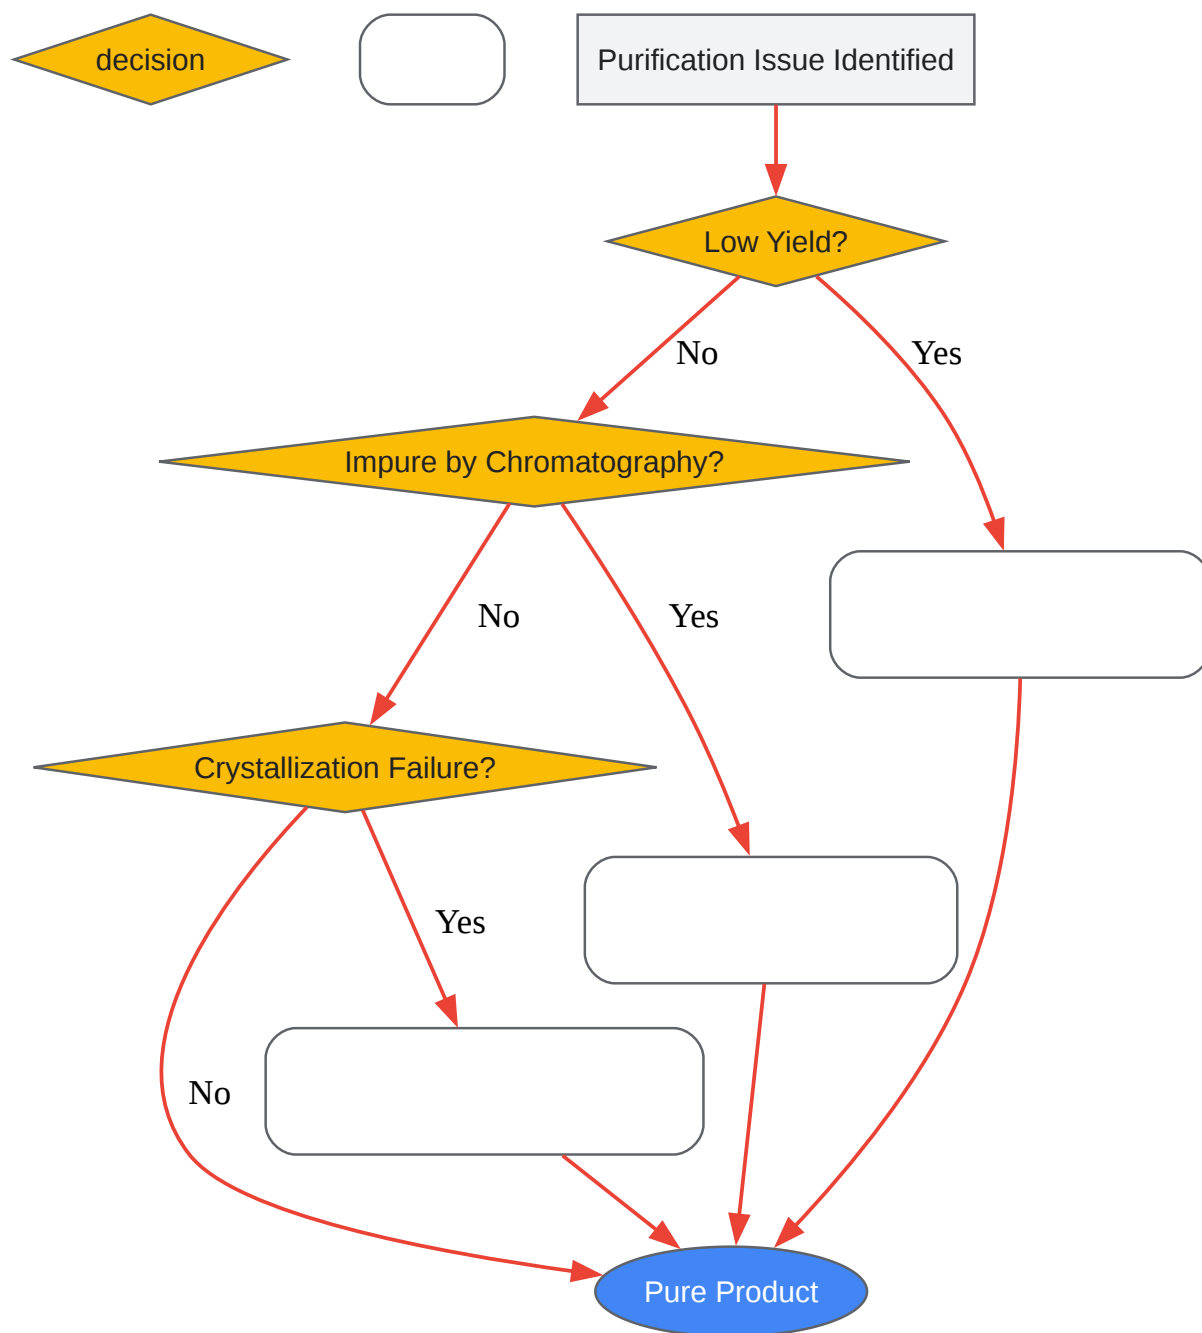 decision
Purification Issue Identified
Low Yield?
No
Yes
Impure by Chromatography?
No
Yes
Crystallization Failure?
Yes
No
Pure Product